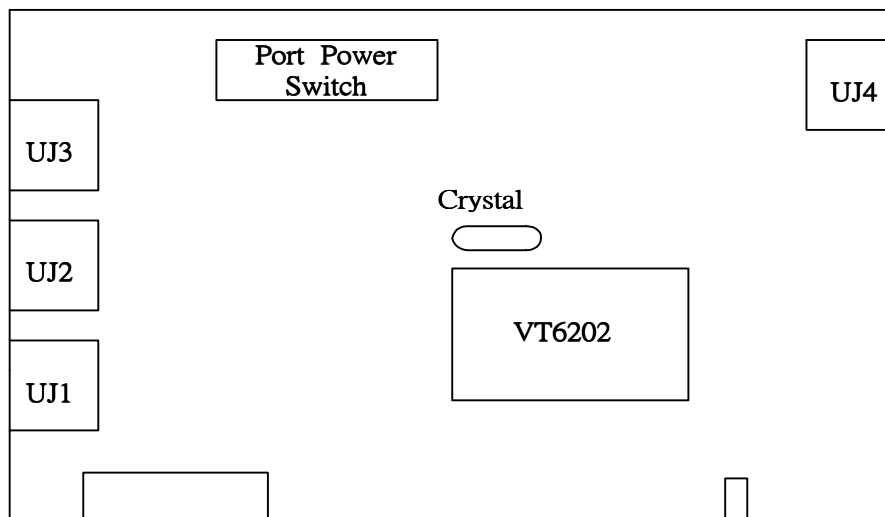 Port Power
Switch
UJ4
UJ3
Crystal
UJ2
VT6202
UJ1